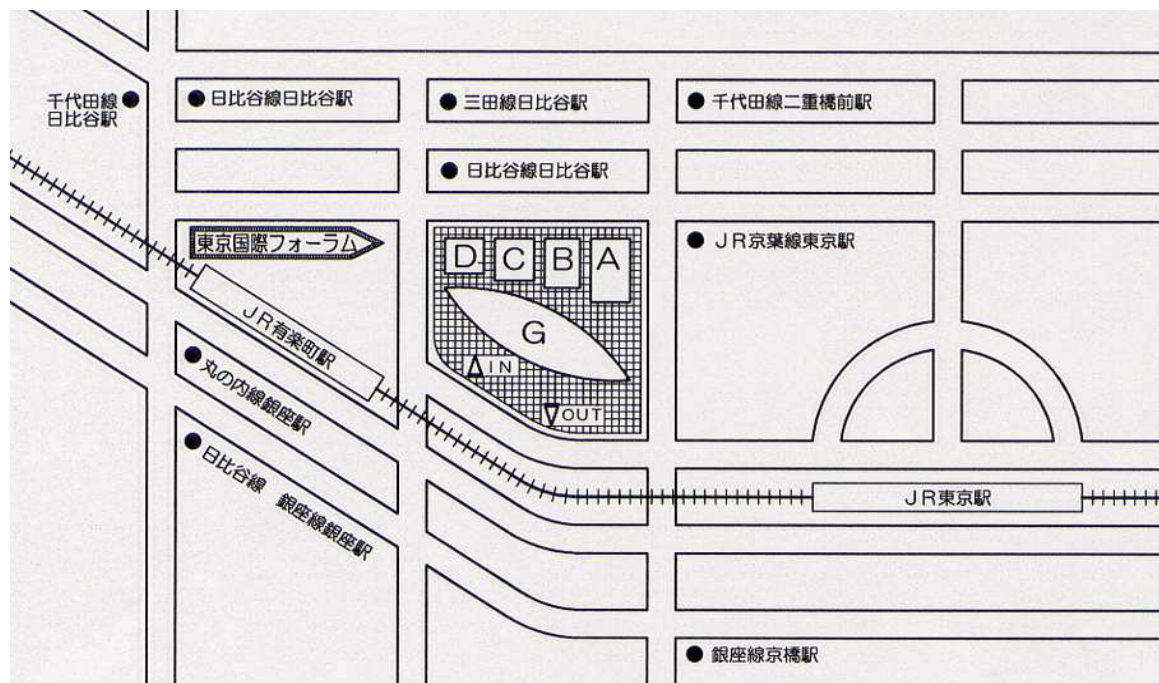 千代田線
日比谷駅
日比谷線日比谷駅
三田線日比谷駅
千代田線二重橋前駅
日比谷線日比谷駅
東京国際フォーラム
D
C
B
A
JR京葉線東京駅
G
JR有楽町駅
IN
丸の内線銀座駅
OUT
日比谷線 銀座線銀座駅
JR東京駅
銀座線京橋駅